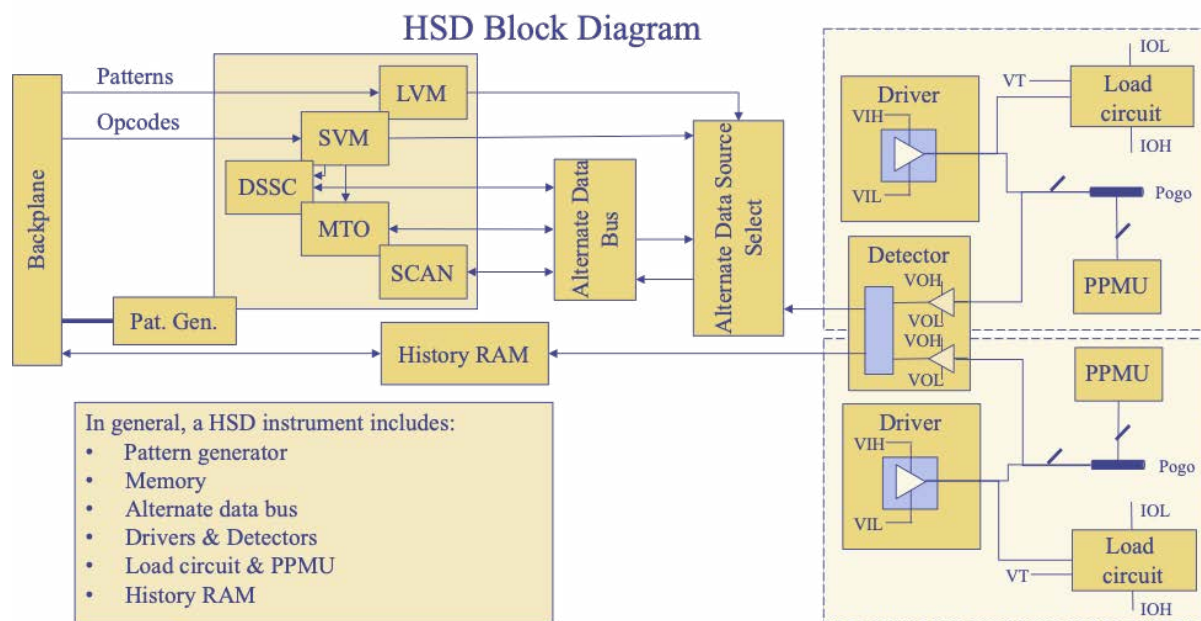 HSD Block Diagram
Backplane
Patterns
Opcodes
LVM
SVM
DSSC
MTO
SCAN
Pat. Gen.
History RAM
Alternate Data
Bus
Alternate Data Source
Select
Driver
VIH
VIL
IOL
VT
Load
circuit
IOH
Pogo
PPMU
Detector
VOH
VOL
VOH
VOL
PPMU
Driver
VIH
VIL
Pogo
IOL
Load
circuit
VT
IOH
In general, a HSD instrument includes:
• Pattern generator
• Memory
• Alternate data bus
• Drivers & Detectors
• Load circuit & PPMU
• History RAM